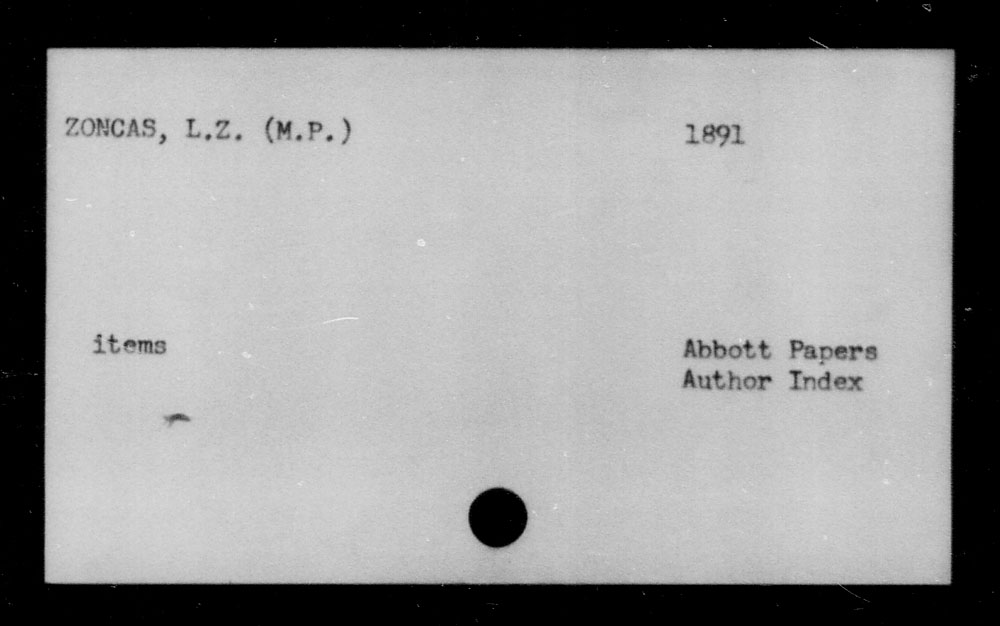 ZONCAS, L.Z. (M.P.)
1891
items
Abbott Papers
Author Index